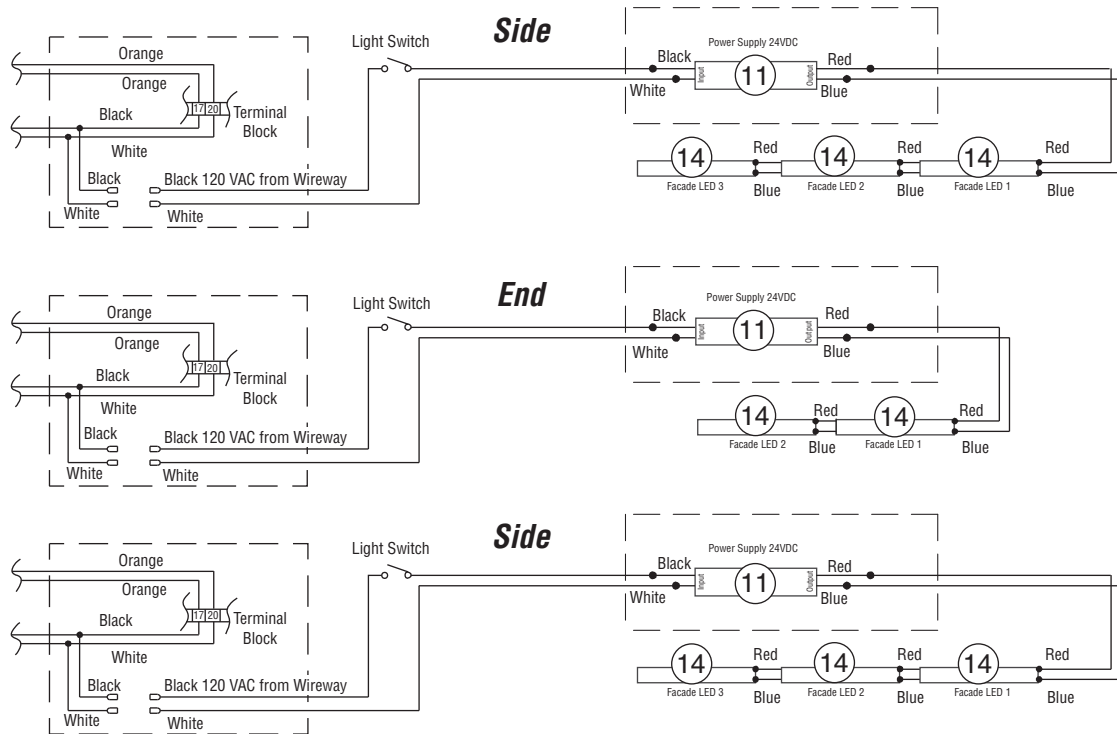 Side
Orange
Orange
Black
White
17 20
Terminal
Block
Black
White
Black 120 VAC from Wireway
White
Light Switch
Black
White
Power Supply 24VDC
Input
11
Output
Red
Blue
14
Facade LED 3
Red
Blue
14
Facade LED 2
Red
Blue
14
Facade LED 1
Red
Blue
End
Orange
Orange
Black
White
17 20
Terminal
Block
Black
White
Black 120 VAC from Wireway
White
Light Switch
Black
White
Power Supply 24VDC
Input
11
Output
Red
Blue
14
Facade LED 2
Red
Blue
14
Facade LED 1
Red
Blue
Side
Orange
Orange
Black
White
17 20
Terminal
Block
Black
White
Black 120 VAC from Wireway
White
Light Switch
Black
White
Power Supply 24VDC
Input
11
Output
Red
Blue
14
Facade LED 3
Red
Blue
14
Facade LED 2
Red
Blue
14
Facade LED 1
Red
Blue